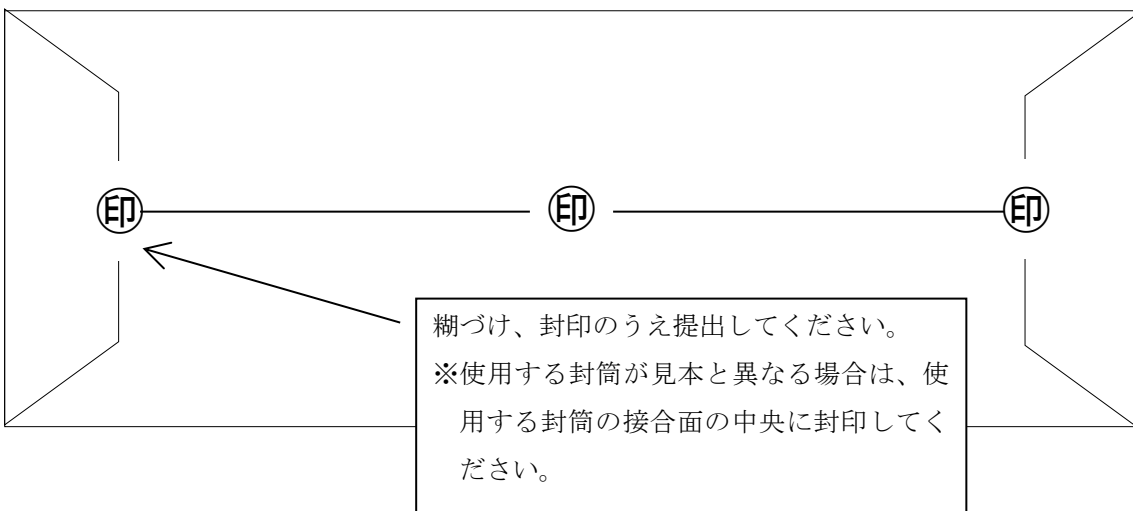 ㊞ ㊞ ㊞
糊づけ、封印のうえ提出してください。
※使用する封筒が見本と異なる場合は、使
用する封筒の接合面の中央に封印してく
ださい。